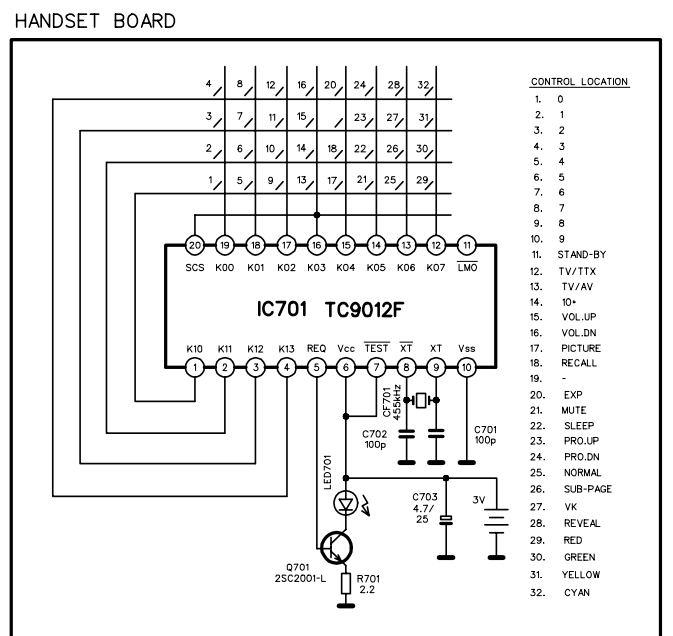 HANDSET BOARD
4 8 12 16 20 24 28 32
3 7 11 15 23 27 31
2 6 10 14 18 22 26 30
1 5 9 13 17 21 25 29
20 19 18 17 16 15 14 13 12 11
SCS K00 K01 K02 K03 K04 K05 K06 K07 LMO
IC701 TC9012F
K10 K11 K12 K13 REQ Vcc TEST XT XT Vss
1 2 3 4 5 6 7 8 9 10
CF701
455kHz
C702
100p
C701
100p
LED701
C703
4.7/
25
3V
Q701
2SC2001-L
R701
2.2
CONTROL LOCATION
1. 0
2. 1
3. 2
4. 3
5. 4
6. 5
7. 6
8. 7
9. 8
10. 9
11. STAND-BY
12. TV/TTX
13. TV/AV
14. 10+
15. VOL.UP
16. VOL.DN
17. PICTURE
18. RECALL
19. -
20. EXP
21. MUTE
22. SLEEP
23. PRO.UP
24. PRO.DN
25. NORMAL
26. SUB-PAGE
27. VK
28. REVEAL
29. RED
30. GREEN
31. YELLOW
32. CYAN